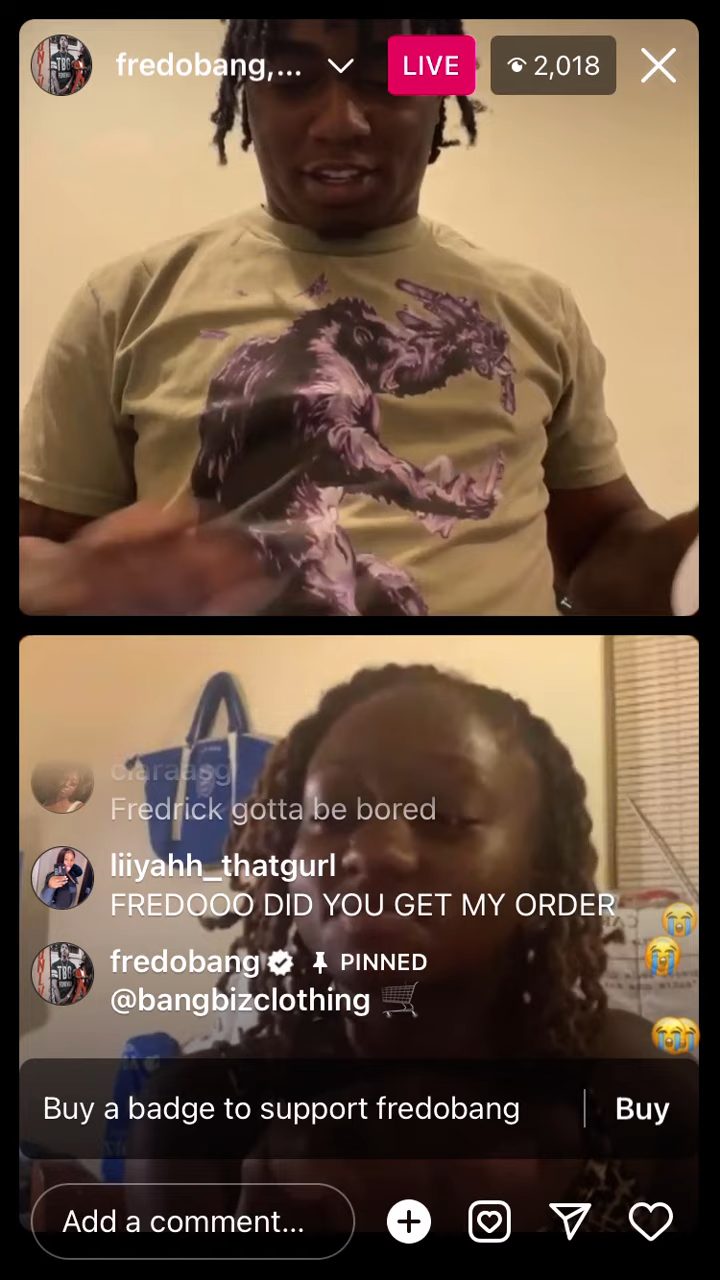 fredobang,...
LIVE
2,018
claraasg
Fredrick gotta be bored
liiyahh_thatgurl
FREDOOO DID YOU GET MY ORDER
fredobang PINNED
@bangbizclothing 🛒
Buy a badge to support fredobang
Buy
Add a comment...